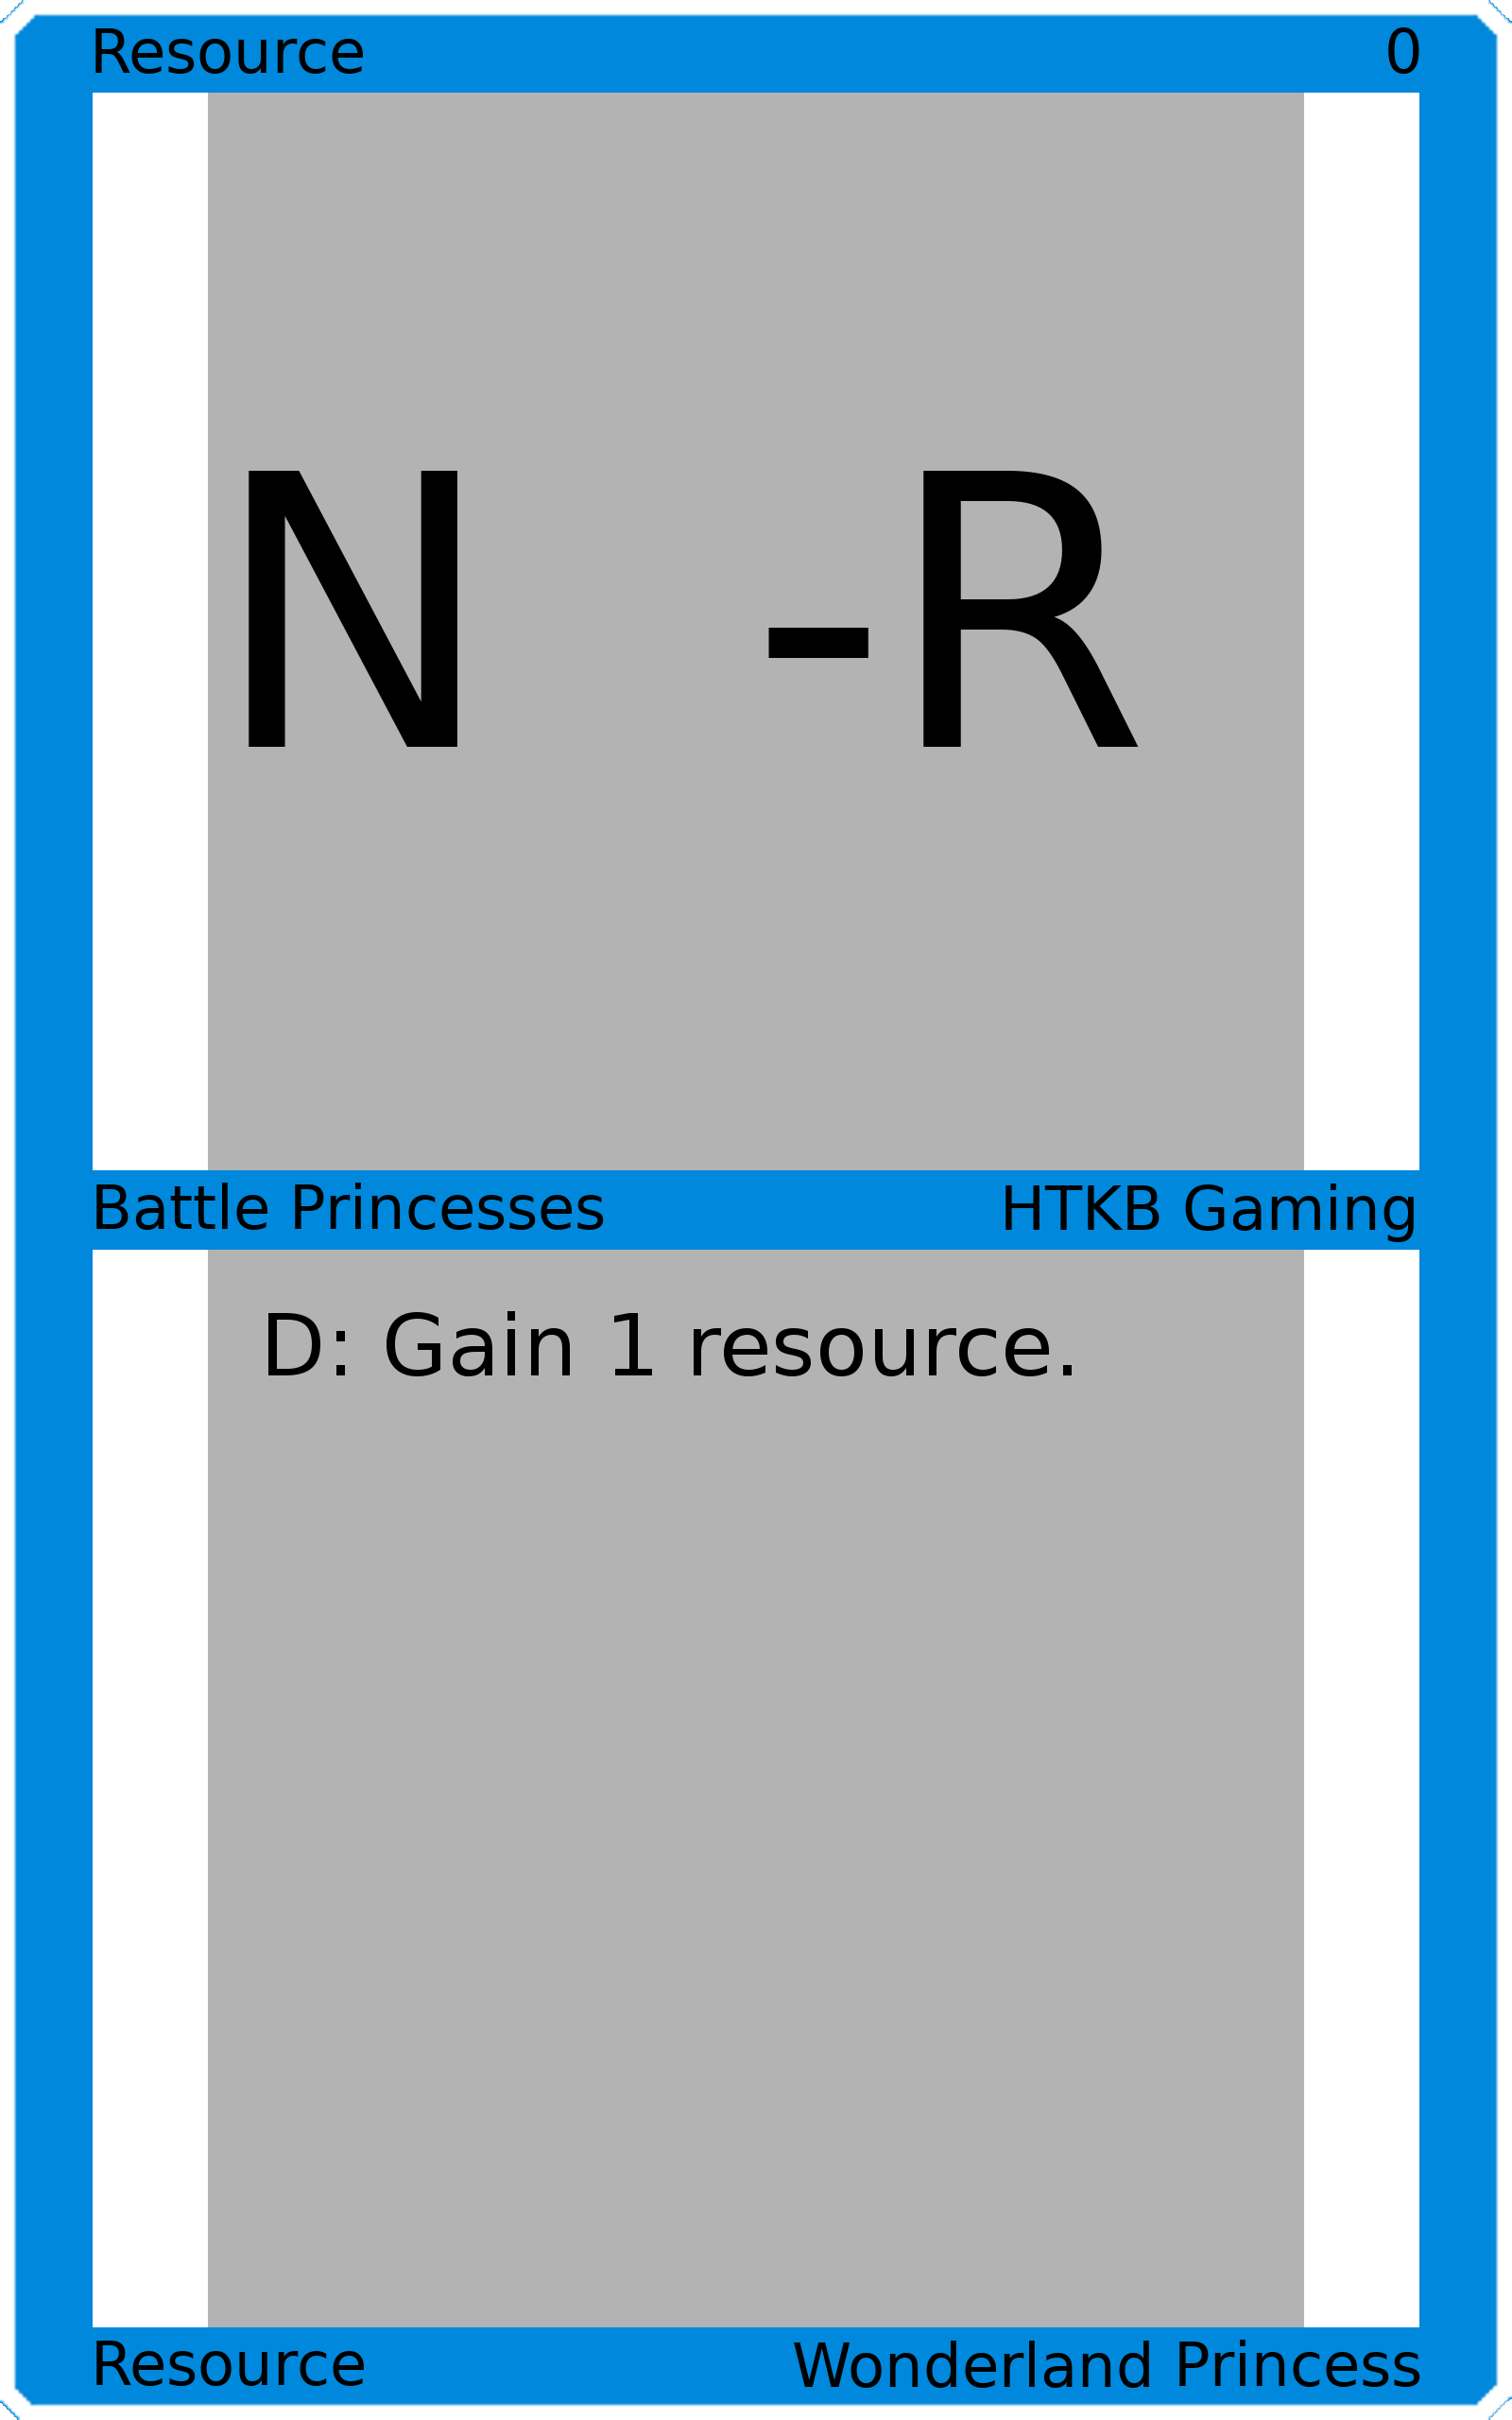 Resource 0
N -R
Battle Princesses HTKB Gaming
D: Gain 1 resource.
Resource Wonderland Princess